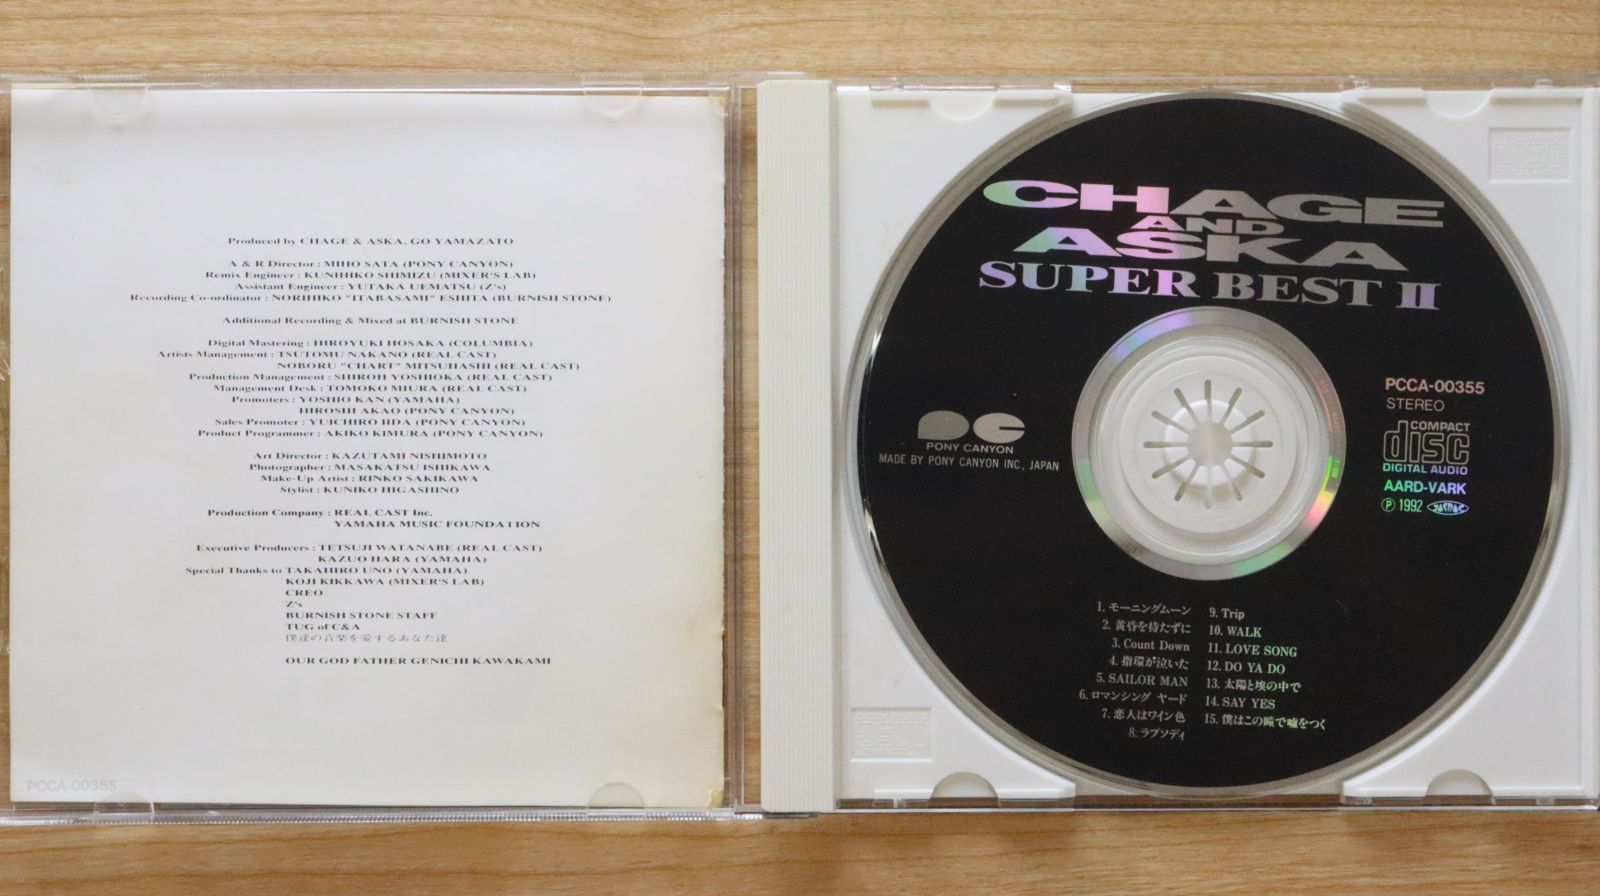 Produced by CHAGE & ASKA, GO YAMAZATO
A & R Director : MIHO SATA (PONY CANYON)
Remix Engineer : KUNIHIKO SHIMIZU (MIXER'S LAB)
Assistant Engineer : YUTAKA UEMATSU (Z's)
Recording Co-ordinator : NORIHIKO "ITABASAMI" ESHITA (BURNISH STONE)
Additional Recording & Mixed at BURNISH STONE
Digital Mastering : HIROYUKI HOSAKA (COLUMBIA)
Artists Management : TSUTOMU NAKANO (REAL CAST)
NOBORU "CHART" MITSUHASHI (REAL CAST)
Production Management : SHIROH YOSHIOKA (REAL CAST)
Management Desk : TOMOKO MIURA (REAL CAST)
Promoters : YOSHIO KAN (YAMAHA)
HIROSHI AKAO (PONY CANYON)
Sales Promoter : YUICHIRO IIDA (PONY CANYON)
Product Programmer : AKIKO KIMURA (PONY CANYON)
Art Director : KAZUTAMI NISHIMOTO
Photographer : MASAKATSU ISHIKAWA
Make-Up Artist : RINKO SAKIKAWA
Stylist : KUNIKO HIGASHINO
Production Company : REAL CAST Inc.
YAMAHA MUSIC FOUNDATION
Executive Producers : TETSUJI WATANABE (REAL CAST)
KAZUO HARA (YAMAHA)
Special Thanks to TAKAHIRO UNO (YAMAHA)
KOJI KIKKAWA (MIXER'S LAB)
CREO
Z's
BURNISH STONE STAFF
TUG of C&A
僕達の音楽を愛するあなた達
OUR GOD FATHER GENICHI KAWAKAMI
PCCA-00355
CHAGE
AND
ASKA
SUPER BEST II
PONY CANYON
MADE BY PONY CANYON INC., JAPAN
PCCA-00355
STEREO
COMPACT
disc
DIGITAL AUDIO
AARD-VARK
Ⓟ 1992 JASRAC
1. モーニングムーン
2. 黄昏を待たずに
3. Count Down
4. 指環が泣いた
5. SAILOR MAN
6. ロマンシング ヤード
7. 恋人はワイン色
8. ラプソディ
9. Trip
10. WALK
11. LOVE SONG
12. DO YA DO
13. 太陽と埃の中で
14. SAY YES
15. 僕はこの瞳で嘘をつく